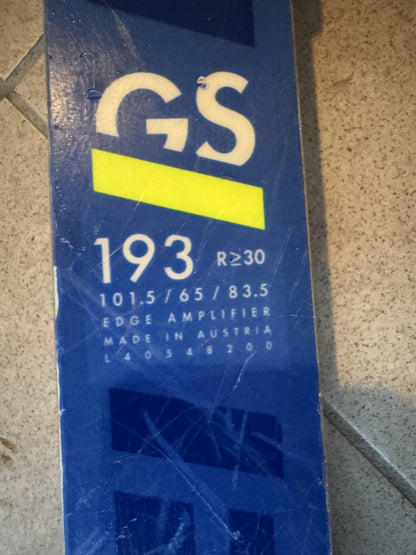 GS
193 R≥30
101.5 / 65 / 83.5
EDGE AMPLIFIER
MADE IN AUSTRIA
L40548200